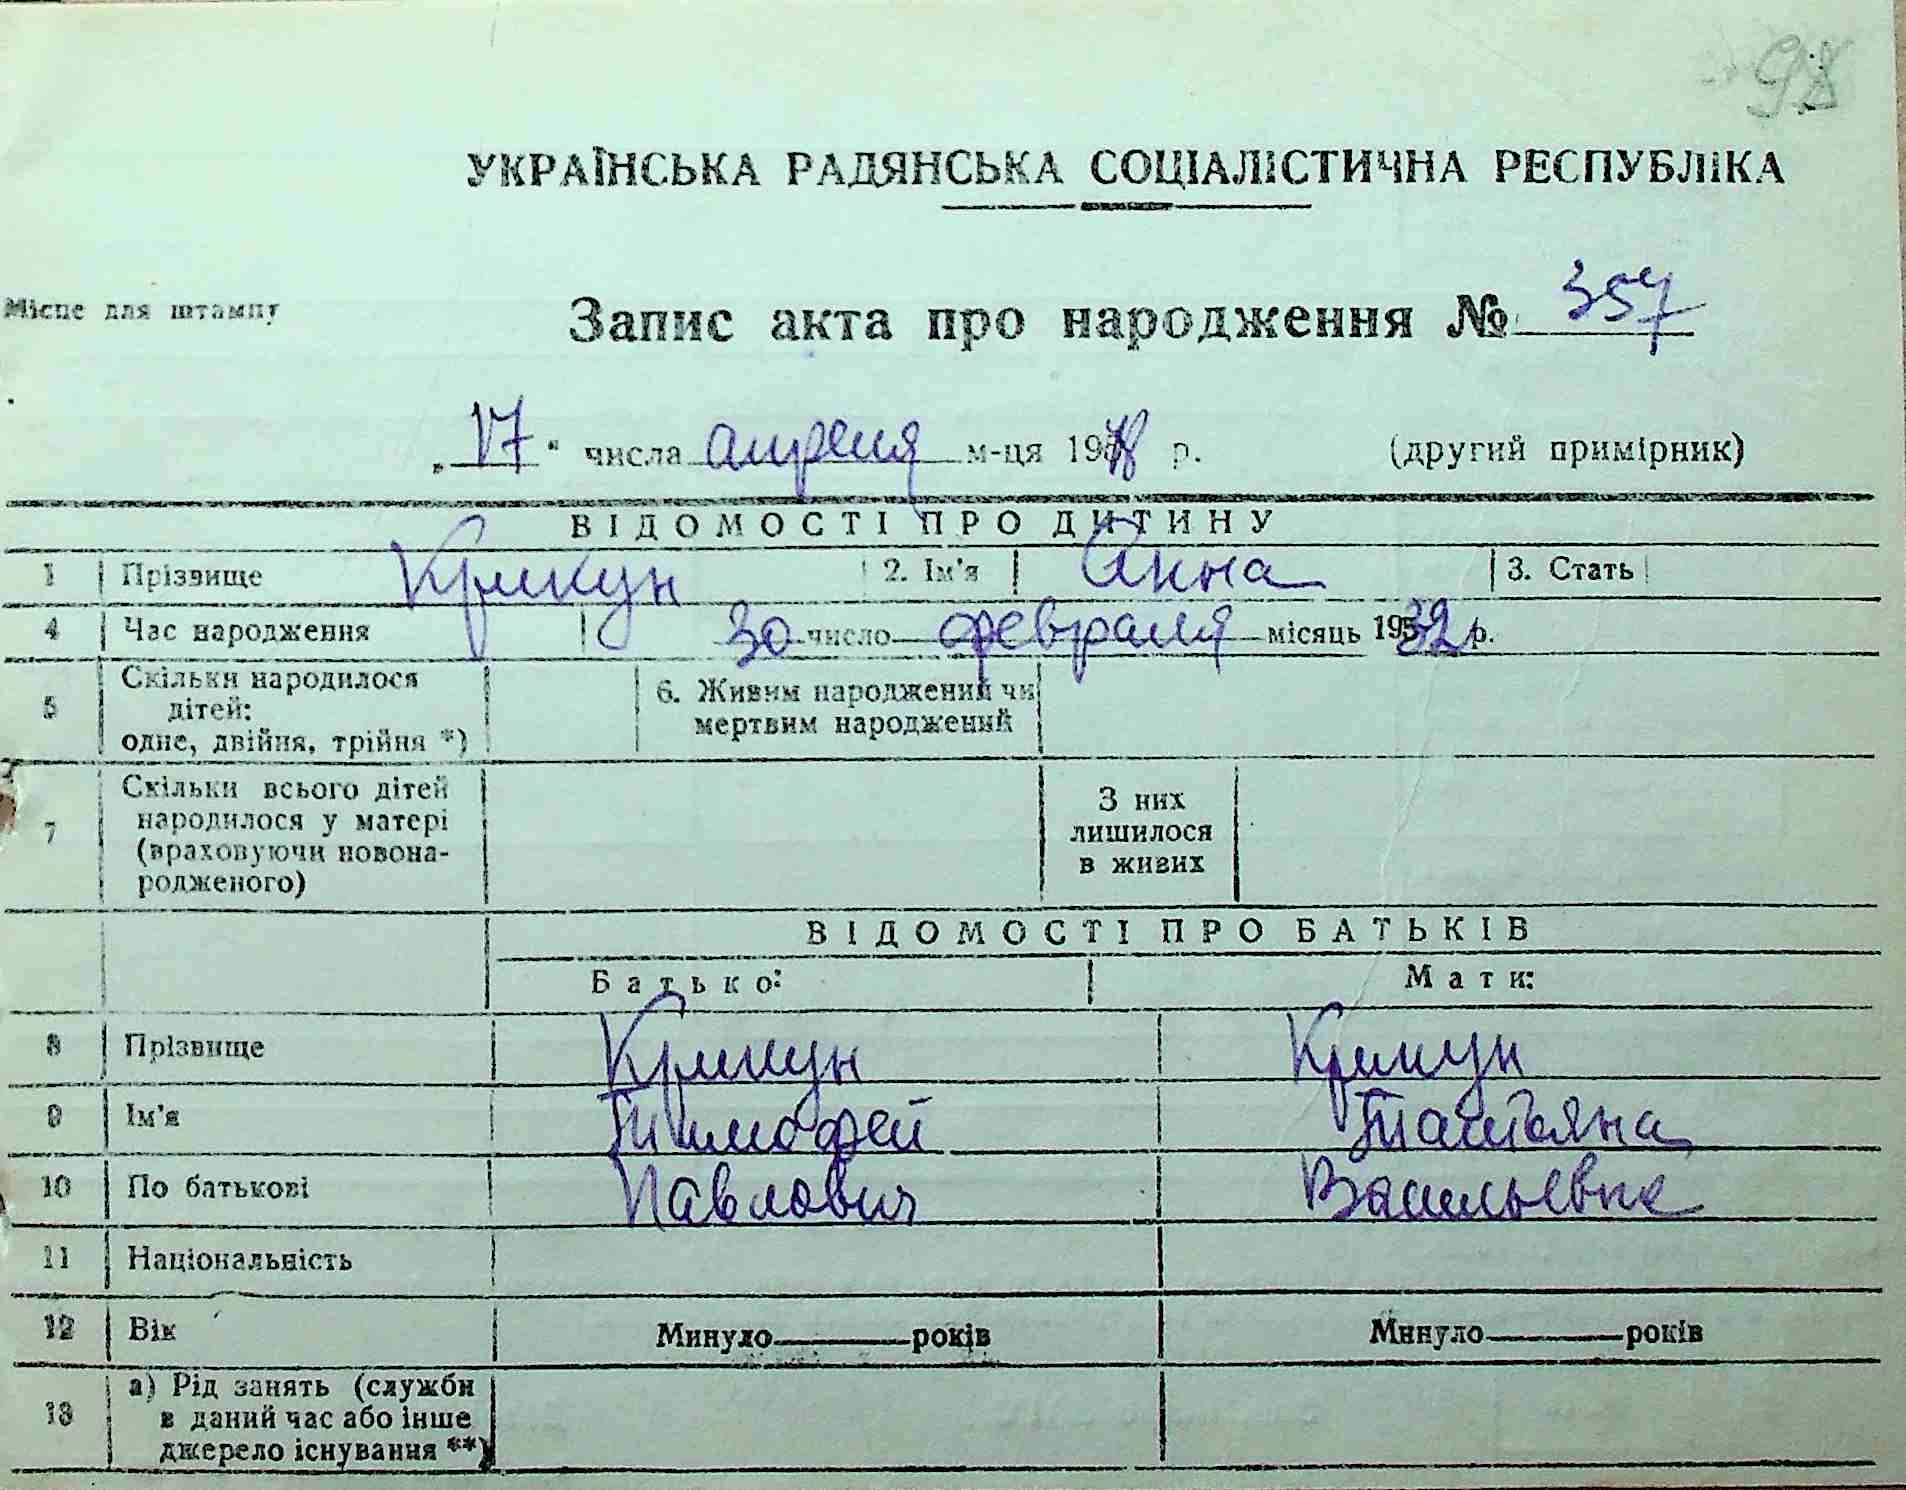 98
УКРАЇНСЬКА РАДЯНСЬКА СОЦІАЛІСТИЧНА РЕСПУБЛІКА
Місце для штампу
Запис акта про народження № 357
„ 17 “ числа апреля м-ця 19 8 р. (другий примірник)
ВІДОМОСТІ ПРО ДИТИНУ
1 Прізвище Крикун 2. Ім'я Анна 3. Стать
4 Час народження 30 число февраля місяць 1932 р.
5 Скільки народилося дітей: одне, двійня, трійня *) 6. Живим народжений чи мертвим народжений
7 Скільки всього дітей народилося у матері (враховуючи новонародженого) З них лишилося в живих
ВІДОМОСТІ ПРО БАТЬКІВ
Батько: Мати:
8 Прізвище Крикун Крикун
9 Ім'я Тимофей Татьяна
10 По батькові Павлович Васильевна
11 Національність
12 Вік Минуло років Минуло років
13 а) Рід занять (служби в даний час або інше джерело існування **)